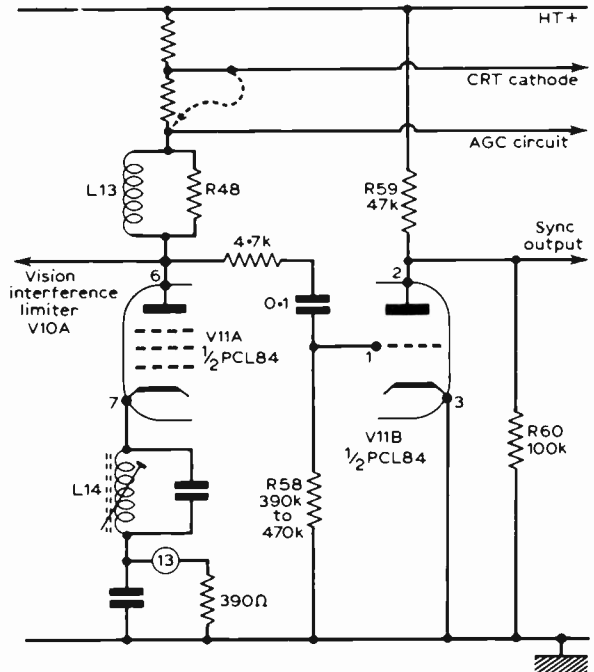 HT+
CRT cathode
AGC circuit
L13
R48
R59
47k
4·7k
Sync
output
Vision
interference
limiter
V10A
6
2
0·1
V11A
1/2PCL84
1
7
3
V11B
1/2PCL84
L14
R58
390k
to
470k
R60
100k
13
390Ω